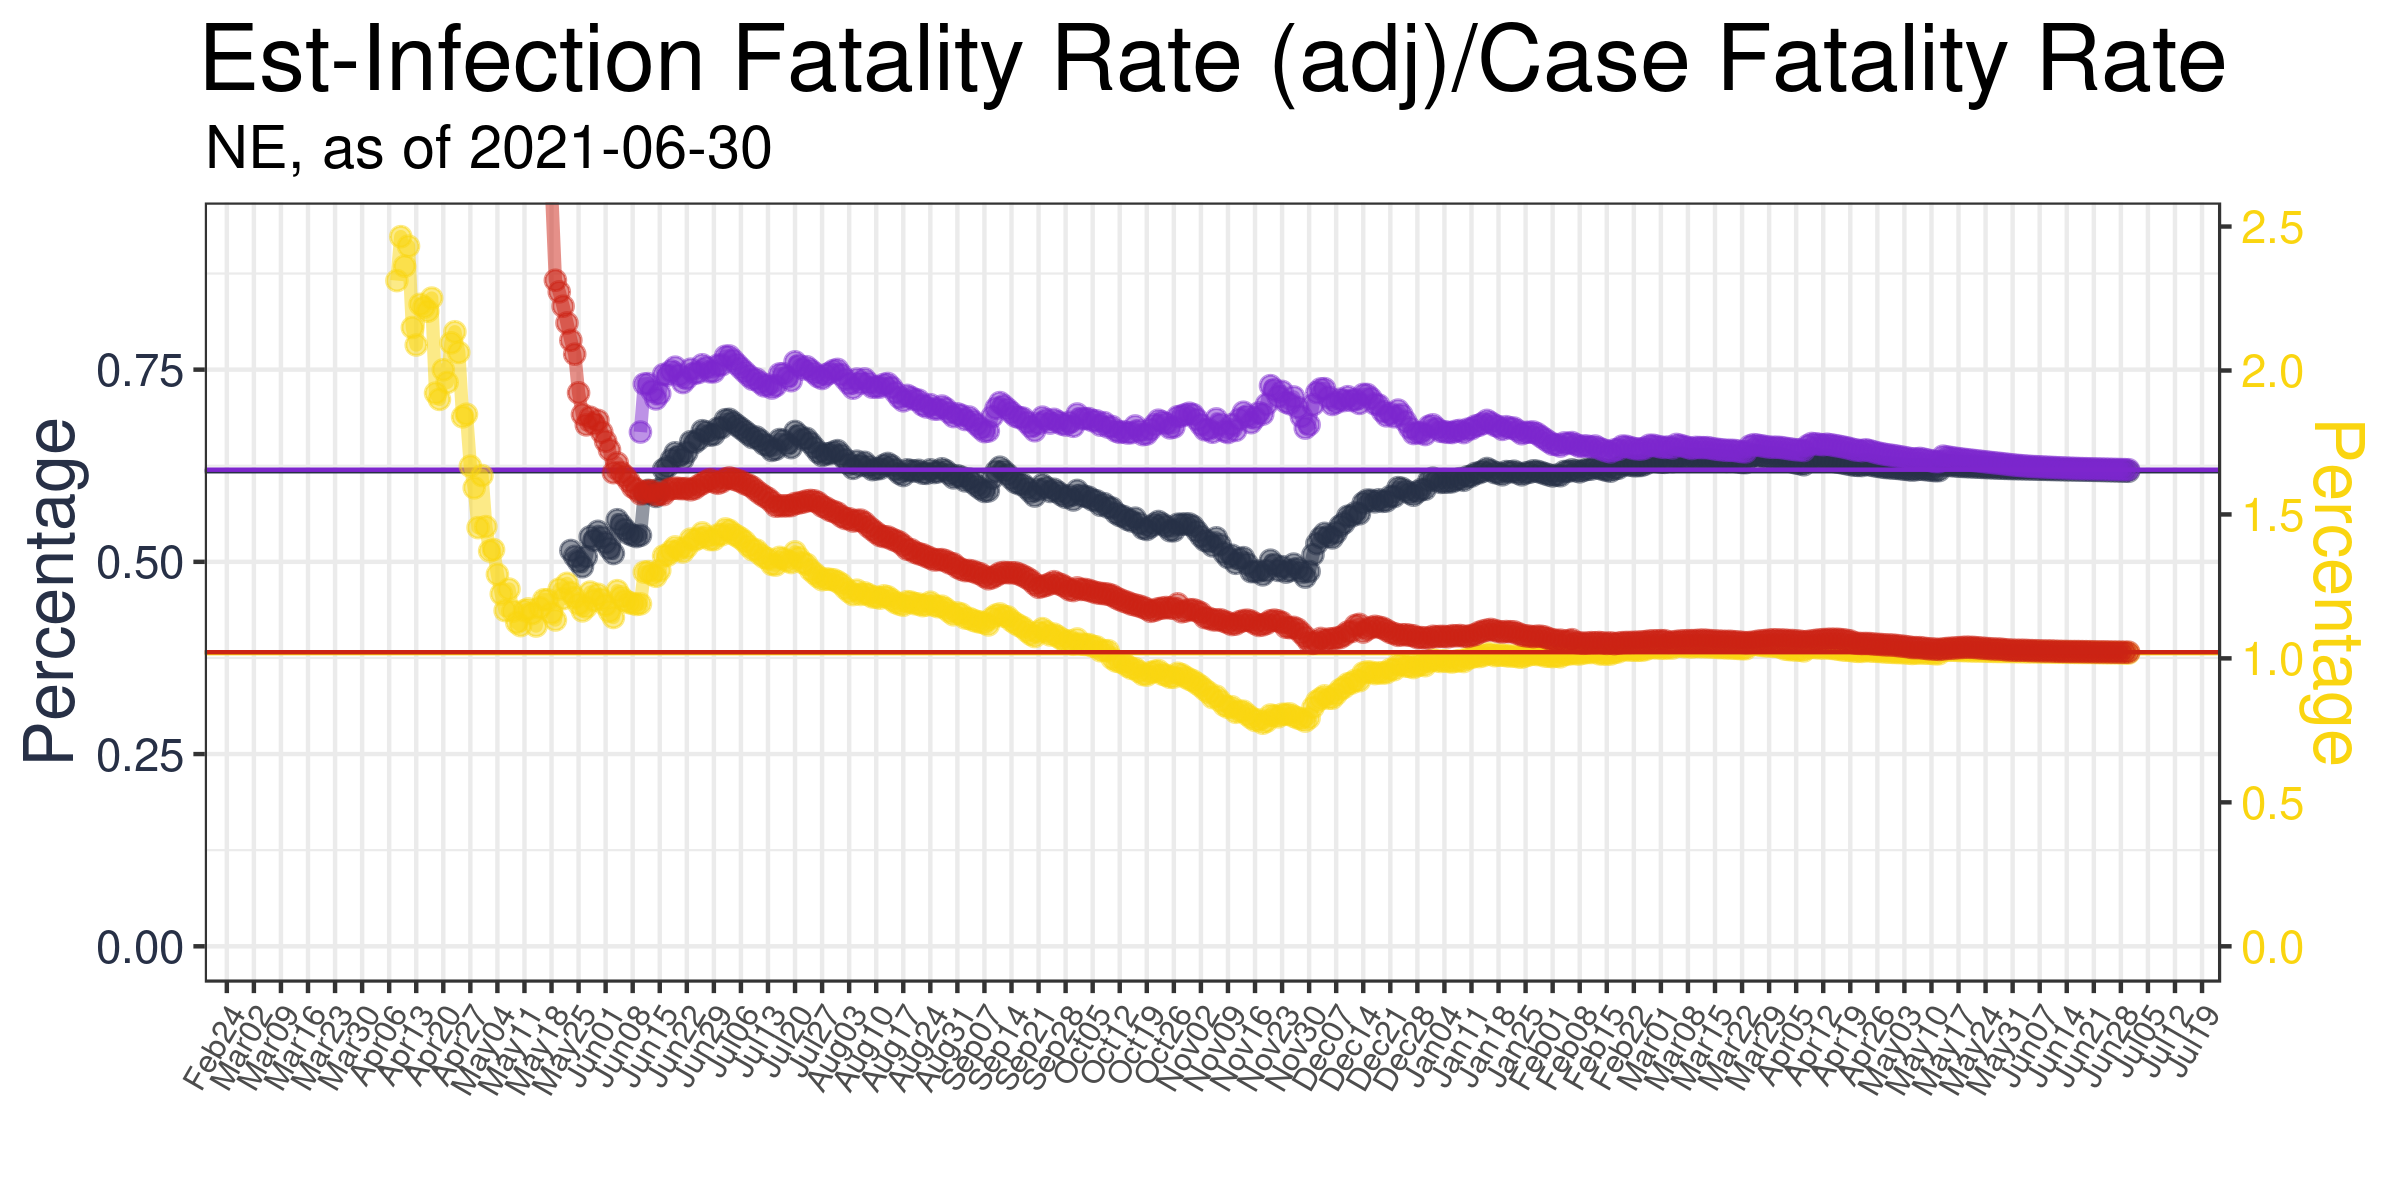 Est-Infection Fatality Rate (adj)/Case Fatality Rate
NE, as of 2021-06-30
Percentage
0.75
0.50
0.25
0.00
2.5
2.0
1.5
1.0
0.5
0.0
Percentage
Feb24
Mar02
Mar09
Mar16
Mar23
Mar30
Apr06
Apr13
Apr20
Apr27
May04
May11
May18
May25
Jun01
Jun08
Jun15
Jun22
Jun29
Jul06
Jul13
Jul20
Jul27
Aug03
Aug10
Aug17
Aug24
Aug31
Sep07
Sep14
Sep21
Sep28
Oct05
Oct12
Oct19
Oct26
Nov02
Nov09
Nov16
Nov23
Nov30
Dec07
Dec14
Dec21
Dec28
Jan04
Jan11
Jan18
Jan25
Feb01
Feb08
Feb15
Feb22
Mar01
Mar08
Mar15
Mar22
Mar29
Apr05
Apr12
Apr19
Apr26
May03
May10
May17
May24
May31
Jun07
Jun14
Jun21
Jun28
Jul05
Jul12
Jul19